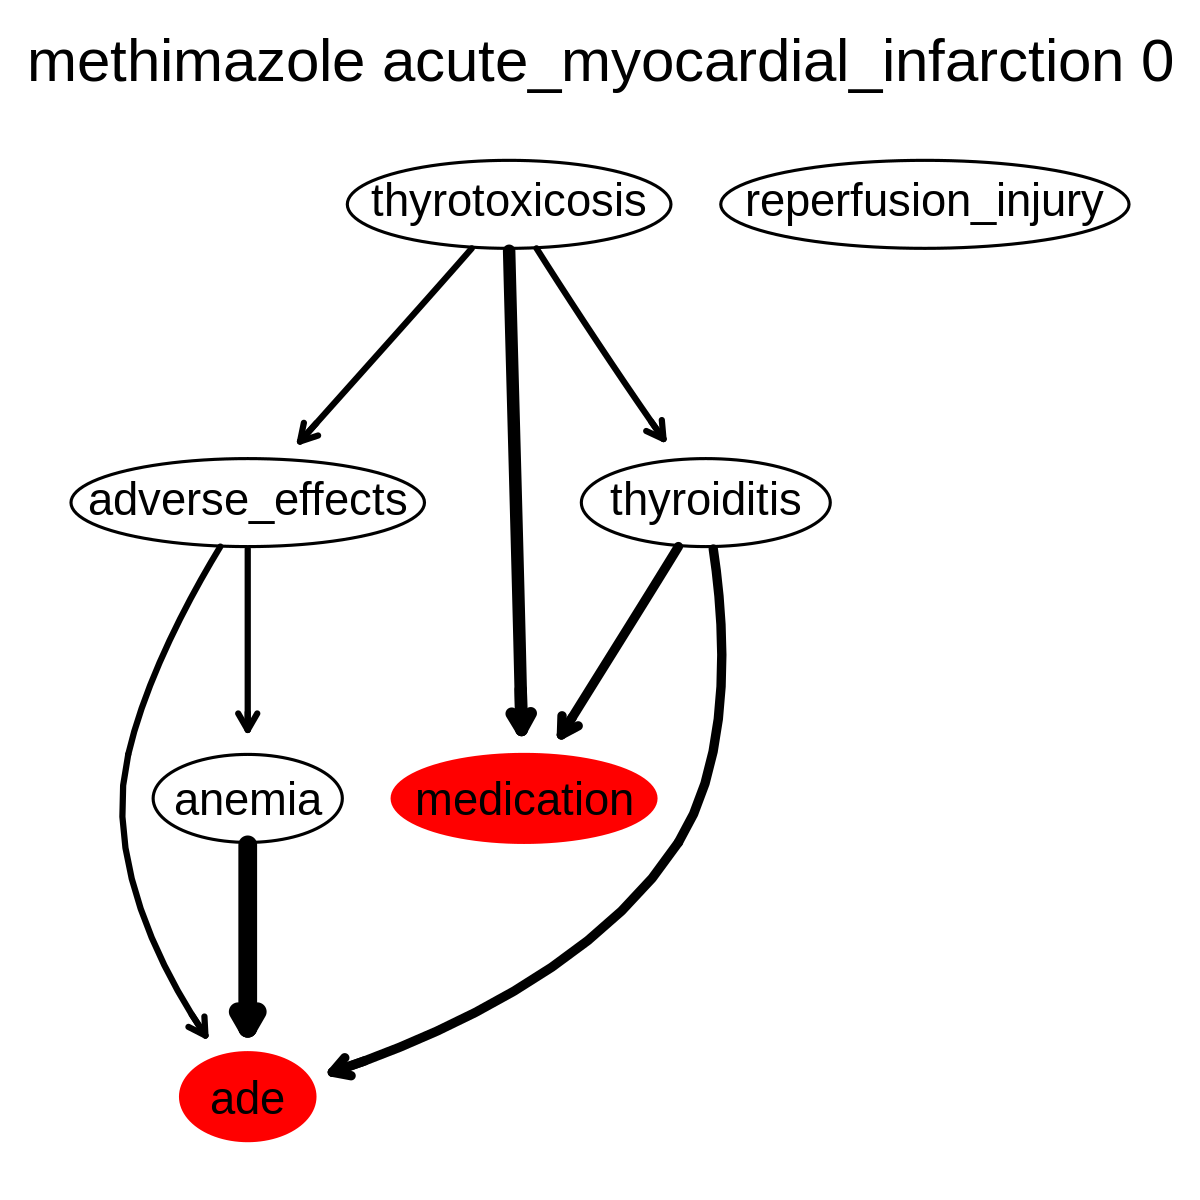 methimazole acute_myocardial_infarction 0
thyrotoxicosis
reperfusion_injury
adverse_effects
thyroiditis
anemia
medication
ade